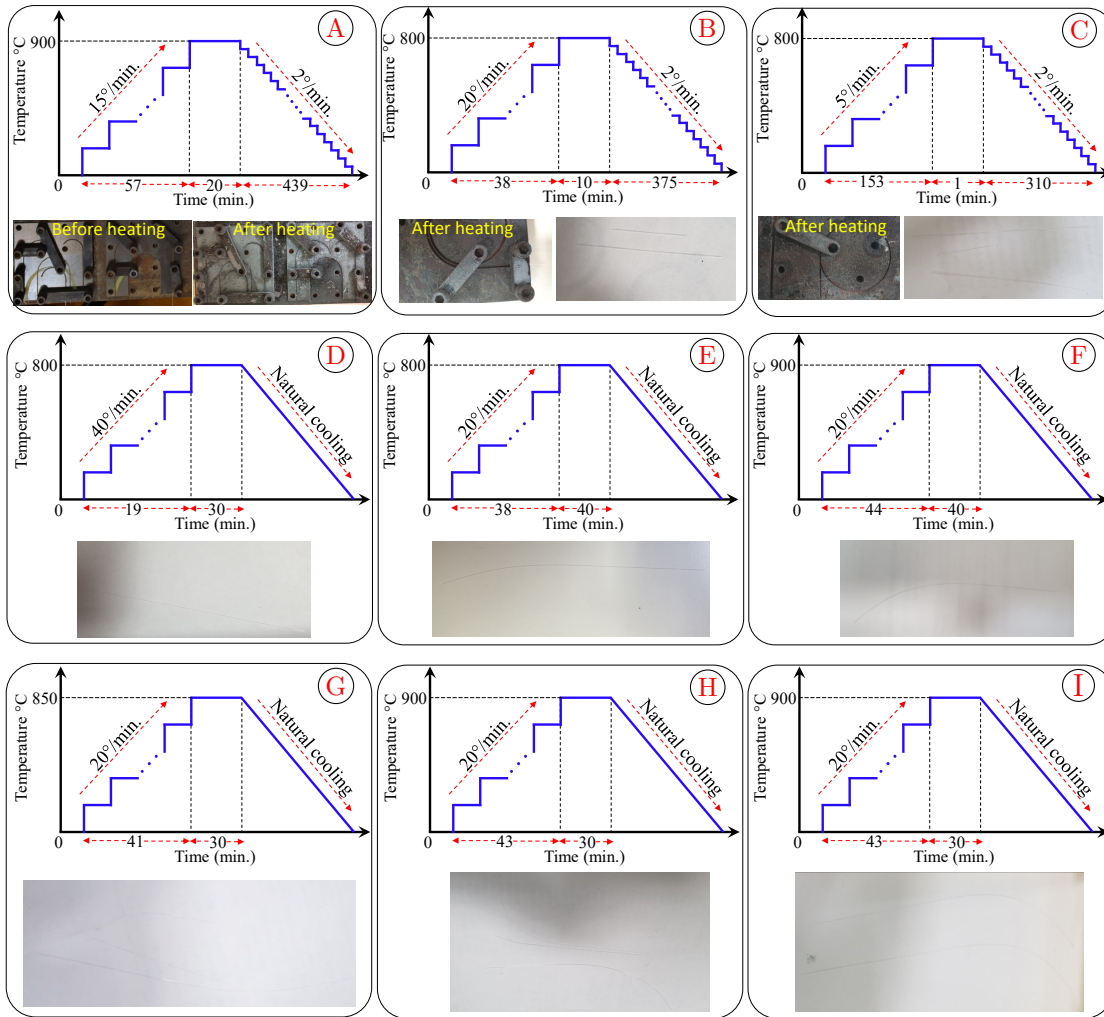 A
Temperature °C
900
15°/min.
2°/min.
0
57
20
439
Time (min.)
Before heating
After heating
B
Temperature °C
800
20°/min.
2°/min.
0
38
10
375
Time (min.)
After heating
C
Temperature °C
800
5°/min.
2°/min.
0
153
1
310
Time (min.)
After heating
D
Temperature °C
800
40°/min.
Natural cooling
0
19
30
Time (min.)
E
Temperature °C
800
20°/min.
Natural cooling
0
38
40
Time (min.)
F
Temperature °C
900
20°/min.
Natural cooling
0
44
40
Time (min.)
G
Temperature °C
850
20°/min.
Natural cooling
0
41
30
Time (min.)
H
Temperature °C
900
20°/min.
Natural cooling
0
43
30
Time (min.)
I
Temperature °C
900
20°/min.
Natural cooling
0
43
30
Time (min.)